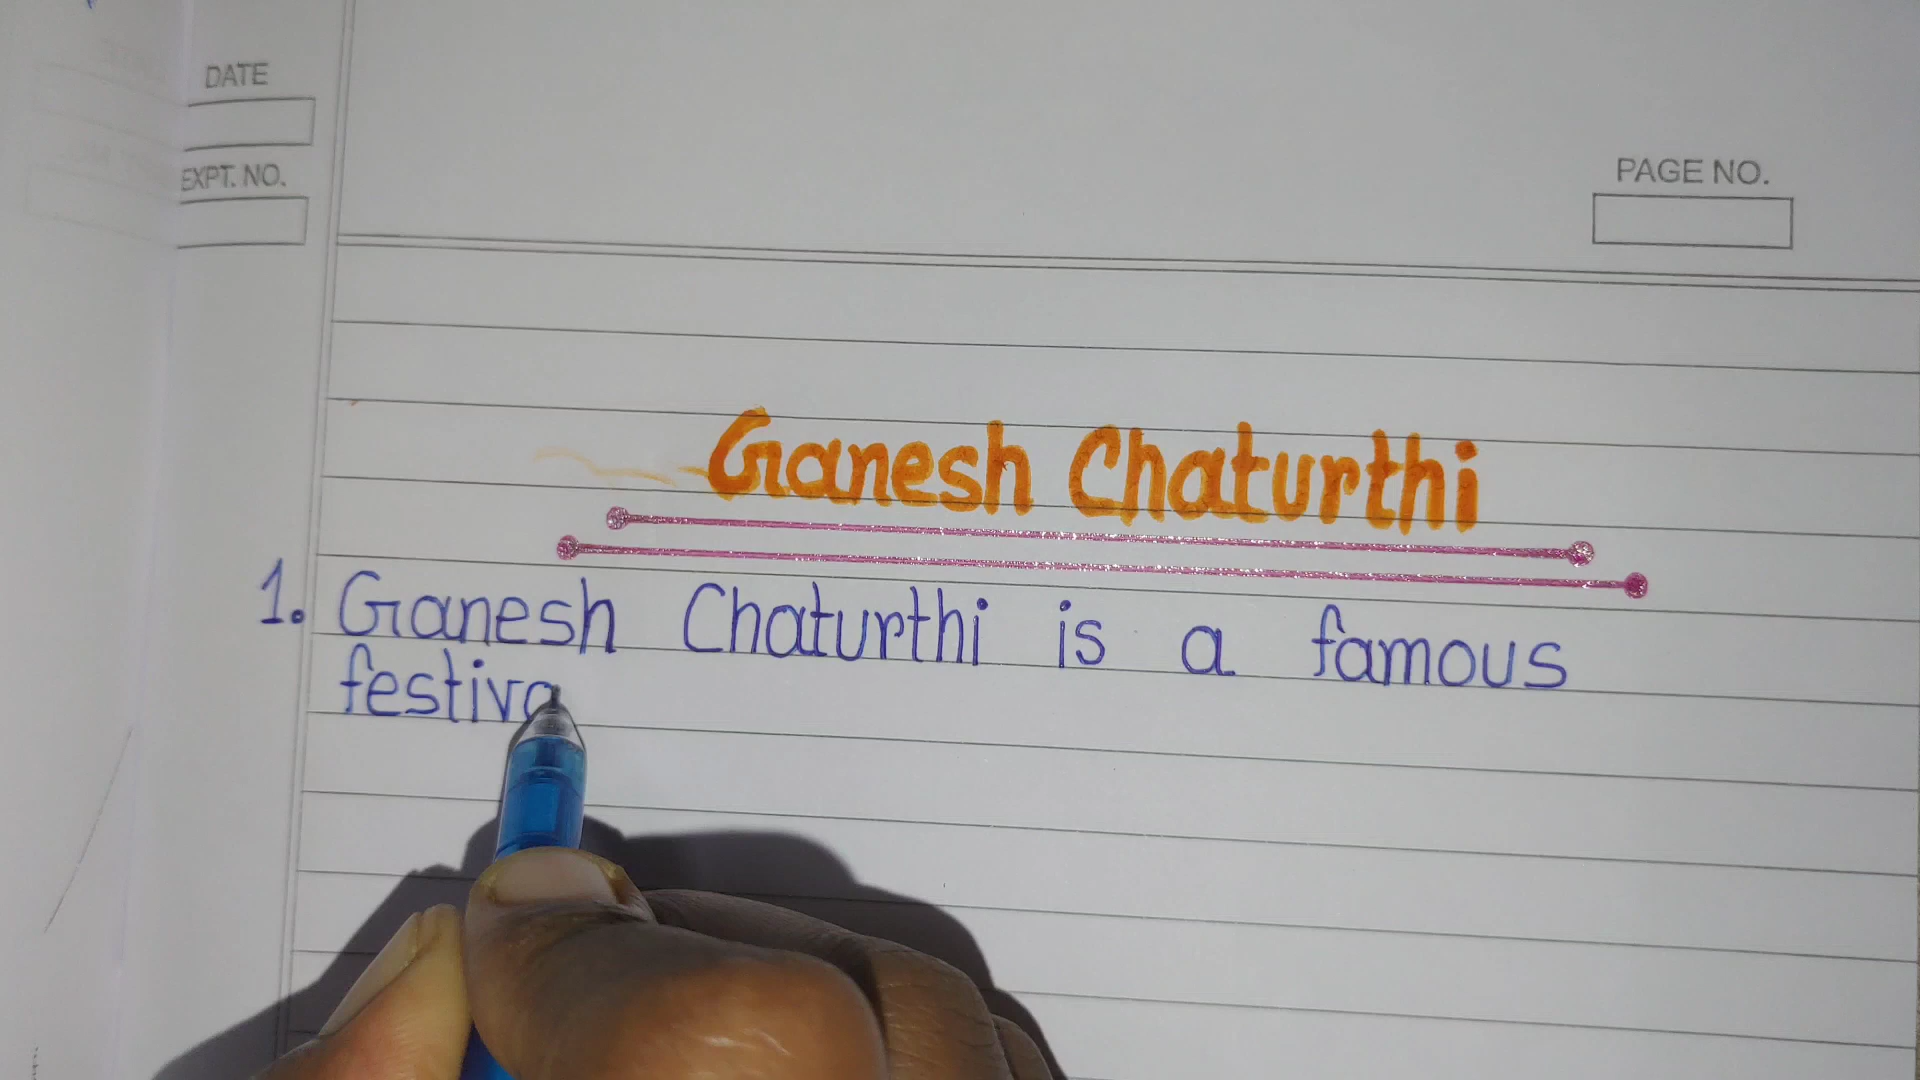 DATE
EXPT. NO.
PAGE NO.
Ganesh Chaturthi
1. Ganesh Chaturthi is a famous
festiva